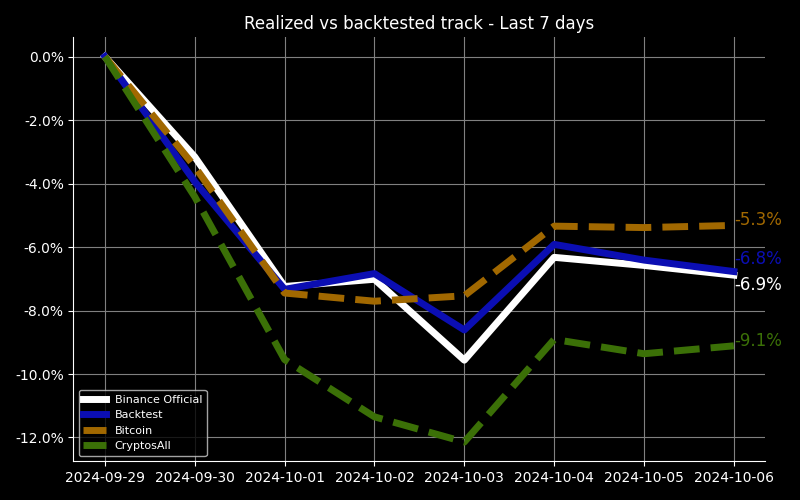 Realized vs backtested track - Last 7 days
0.0%
-2.0%
-4.0%
-6.0%
-8.0%
-10.0%
-12.0%
-5.3%
-6.8%
-6.9%
-9.1%
Binance Official
Backtest
Bitcoin
CryptosAll
2024-09-29 2024-09-30 2024-10-01 2024-10-02 2024-10-03 2024-10-04 2024-10-05 2024-10-06